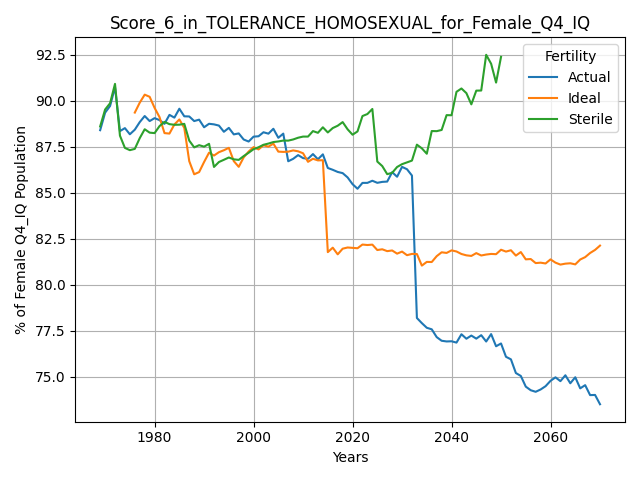 Score_6_in_TOLERANCE_HOMOSEXUAL_for_Female_Q4_IQ
% of Female Q4_IQ Population
92.5
90.0
87.5
85.0
82.5
80.0
77.5
75.0
Fertility
Actual
Ideal
Sterile
1980
2000
2020
2040
2060
Years